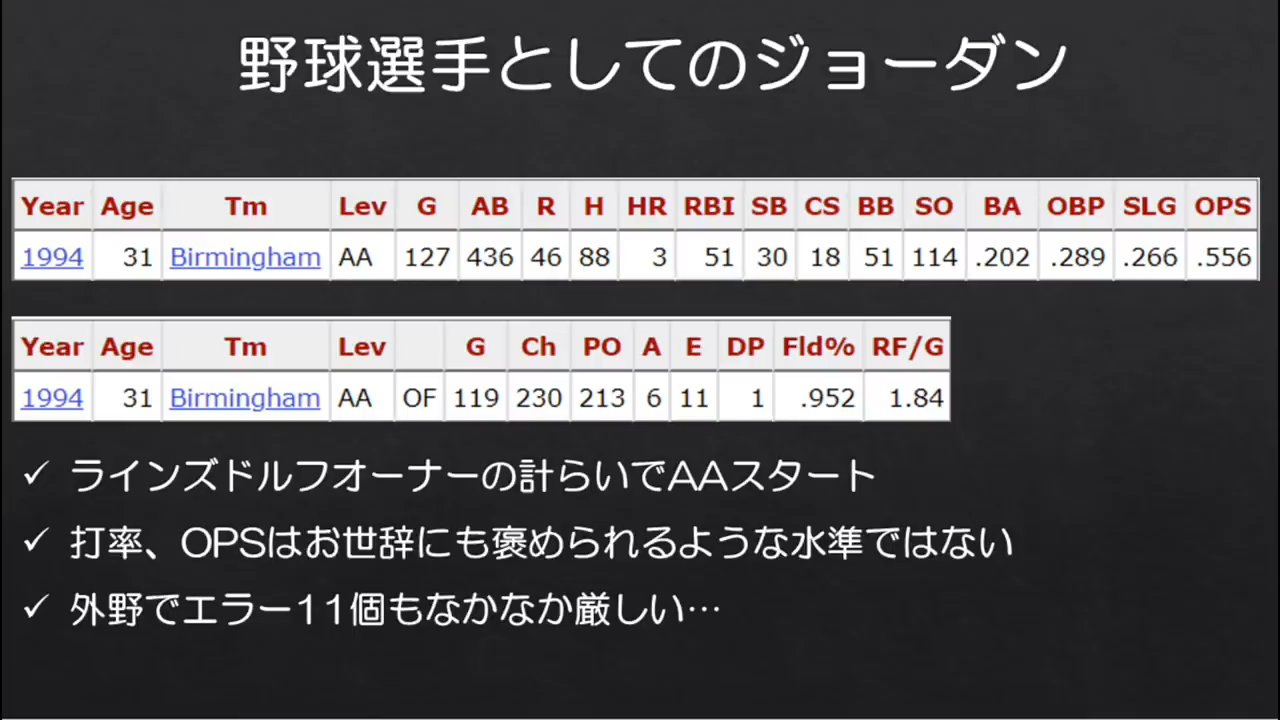 野球選手としてのジョーダン
Year Age Tm Lev G AB R H HR RBI SB CS BB SO BA OBP SLG OPS
1994 31 Birmingham AA 127 436 46 88 3 51 30 18 51 114 .202 .289 .266 .556
Year Age Tm Lev G Ch PO A E DP Fld% RF/G
1994 31 Birmingham AA OF 119 230 213 6 11 1 .952 1.84
✓ ラインズドルフオーナーの計らいでAAスタート
✓ 打率、OPSはお世辞にも褒められるような水準ではない
✓ 外野でエラー11個もなかなか厳しい…